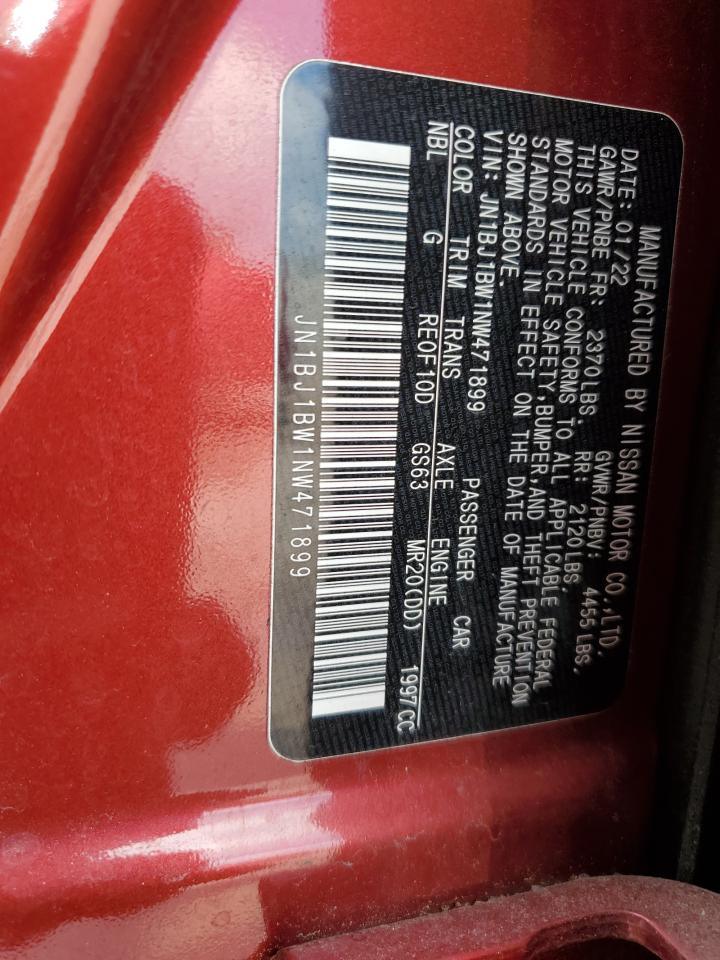 MANUFACTURED BY NISSAN MOTOR CO.,LTD.
DATE: 01/22 GVWR/PNBV: 4455 LBS,
GAWR/PNBE FR: 2370LBS, RR: 2120 LBS,
THIS VEHICLE CONFORMS TO ALL APPLICABLE FEDERAL
MOTOR VEHICLE SAFETY,BUMPER,AND THEFT PREVENTION
STANDARDS IN EFFECT ON THE DATE OF MANUFACTURE
SHOWN ABOVE.
VIN: JN1BJ1BW1NW471899 PASSENGER CAR
COLOR TRIM TRANS AXLE ENGINE
NBL G REOF10D GS63 MR20(DD) 1997CC
JN1BJ1BW1NW471899